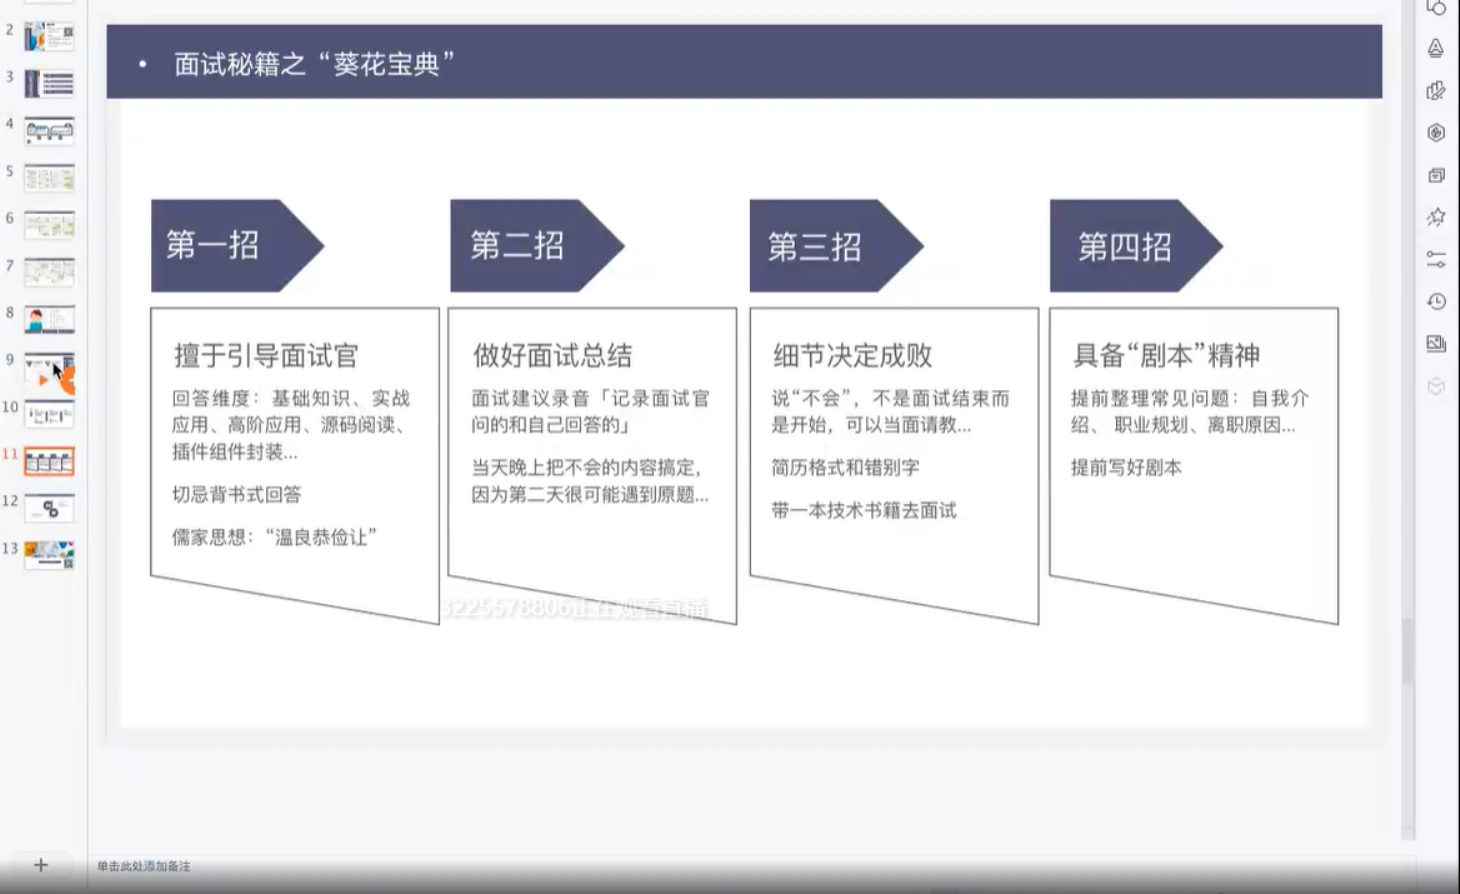 2
3
4
5
6
7
8
9
10
11
12
13
• 面试秘籍之“葵花宝典”
第一招
第二招
第三招
第四招
擅于引导面试官
回答维度：基础知识、实战
应用、高阶应用、源码阅读、
插件组件封装...
切忌背书式回答
儒家思想：“温良恭俭让”
做好面试总结
面试建议录音「记录面试官
问的和自己回答的」
当天晚上把不会的内容搞定，
因为第二天很可能遇到原题...
细节决定成败
说“不会”，不是面试结束而
是开始，可以当面请教...
简历格式和错别字
带一本技术书籍去面试
具备“剧本”精神
提前整理常见问题：自我介
绍、 职业规划、离职原因...
提前写好剧本
3225578806正在观看直播
单击此处添加备注